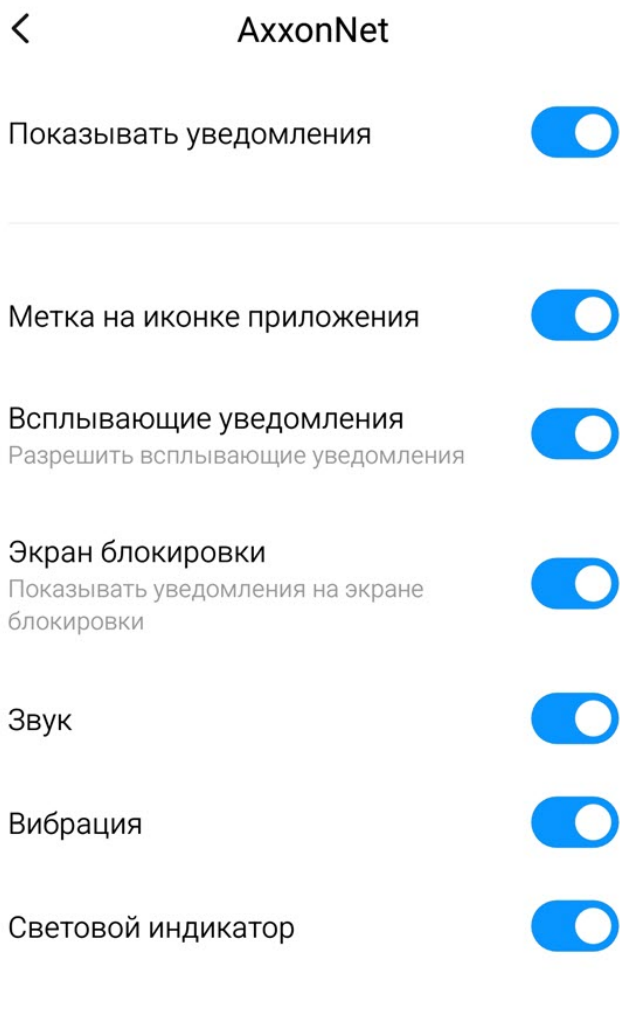 AxxonNet
Показывать уведомления
Метка на иконке приложения
Всплывающие уведомления
Разрешить всплывающие уведомления
Экран блокировки
Показывать уведомления на экране
блокировки
Звук
Вибрация
Световой индикатор